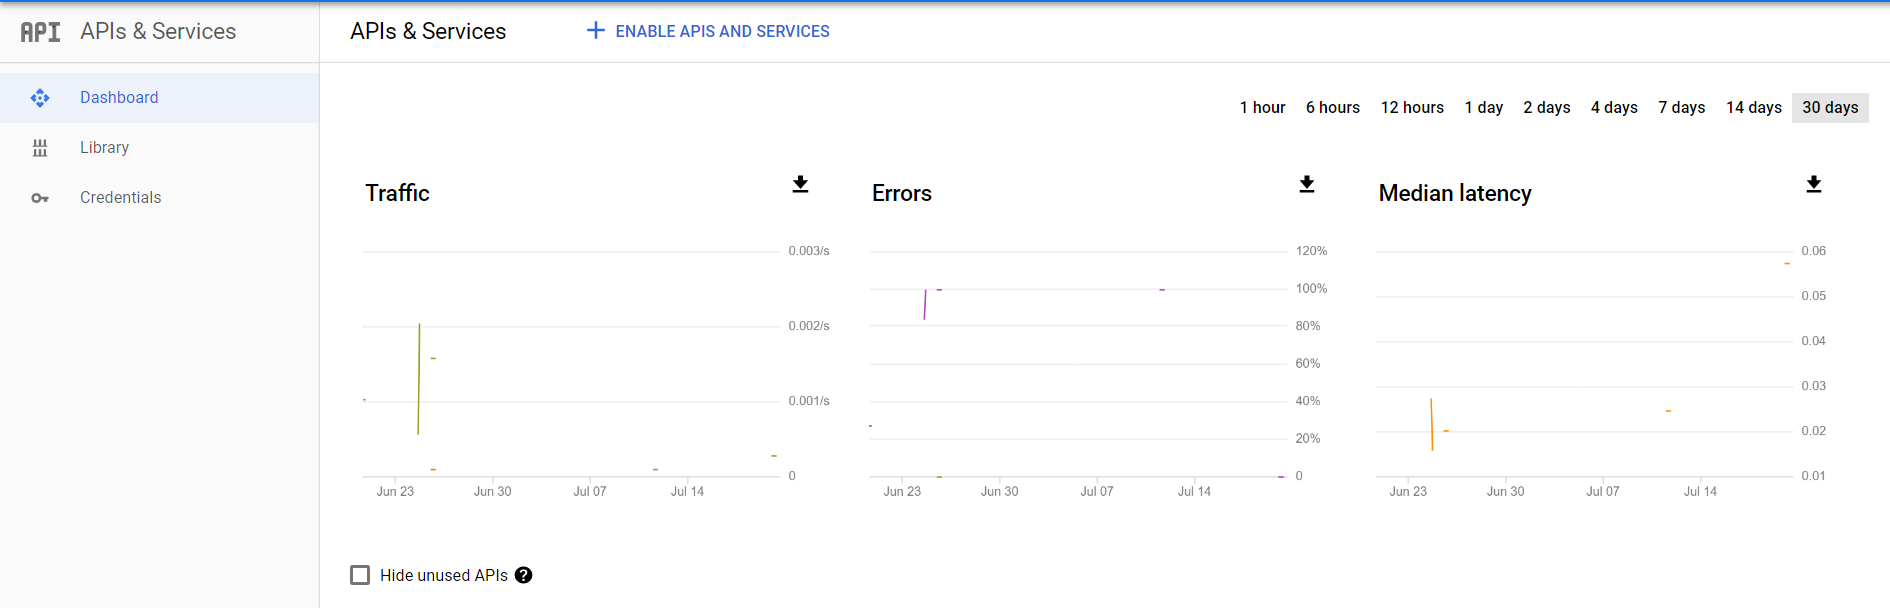 API APIs & Services
APIs & Services
ENABLE APIS AND SERVICES
Dashboard
Library
Credentials
1 hour 6 hours 12 hours 1 day 2 days 4 days 7 days 14 days 30 days
Traffic
0.003/s
0.002/s
0.001/s
0
Jun 23 Jun 30 Jul 07 Jul 14
Errors
120%
100%
80%
60%
40%
20%
0
Jun 23 Jun 30 Jul 07 Jul 14
Median latency
0.06
0.05
0.04
0.03
0.02
0.01
Jun 23 Jun 30 Jul 07 Jul 14
Hide unused APIs ?